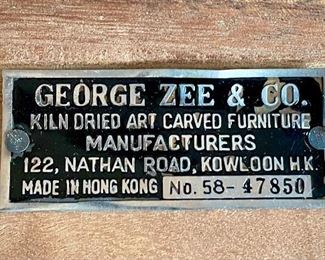 GEORGE ZEE & CO.
KILN DRIED ART CARVED FURNITURE
MANUFACTURERS
122, NATHAN ROAD, KOWLOON H.K.
MADE IN HONG KONG No. 58-47850